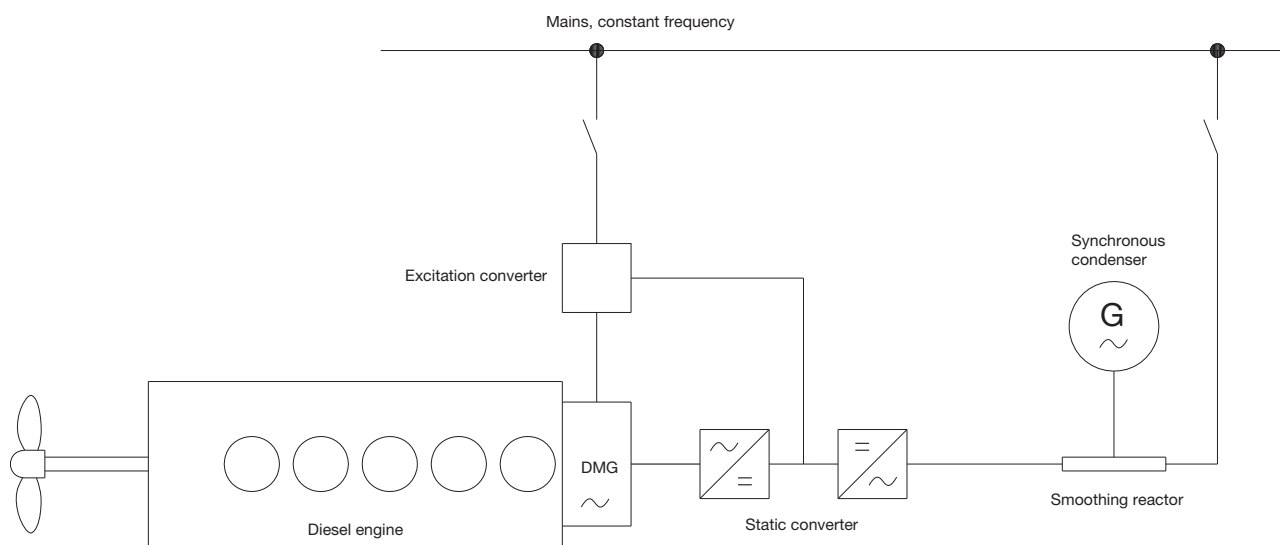 Mains, constant frequency
Synchronous
condenser
Excitation converter
G
DMG
Static converter
Smoothing reactor
Diesel engine